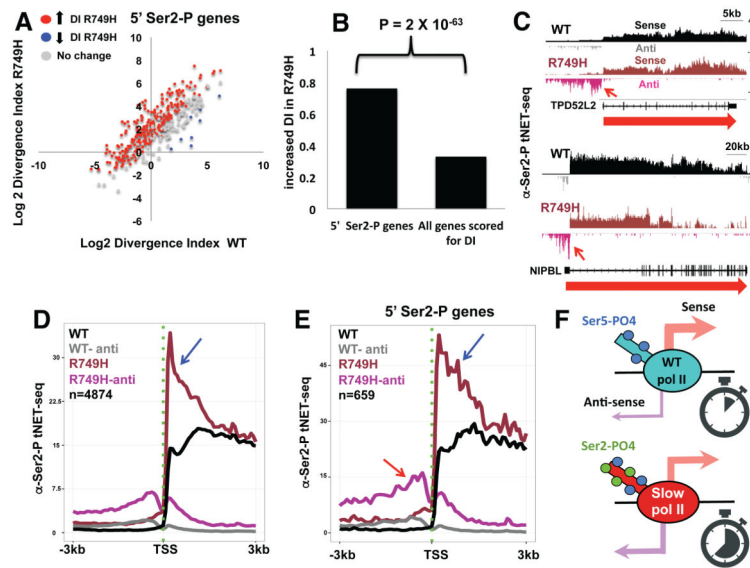 A
DI R749H
DI R749H
No change
5' Ser2-P genes
Log 2 Divergence Index R749H
10
8
6
4
2
0
-2
-4
-6
-10
-5
0
5
10
Log2 Divergence Index WT
B
P = 2 X 10-63
increased DI in R749H
1
0.8
0.6
0.4
0.2
0
5' Ser2-P genes
All genes scored
for DI
C
5kb
WT
Sense
Anti
R749H
Sense
Anti
TPD52L2
α-Ser2-P tNET-seq
WT
20kb
R749H
NIPBL
D
WT
WT- anti
R749H
R749H-anti
n=4874
α-Ser2-P tNET-seq
30
22.5
15
7.5
0
-3kb
TSS
3kb
E
5' Ser2-P genes
WT
WT- anti
R749H
R749H-anti
n=659
α-Ser2-P tNET-seq
45
30
15
0
-3kb
TSS
3kb
F
Ser5-PO4
Sense
WT
pol II
Anti-sense
Ser2-PO4
Slow
pol II